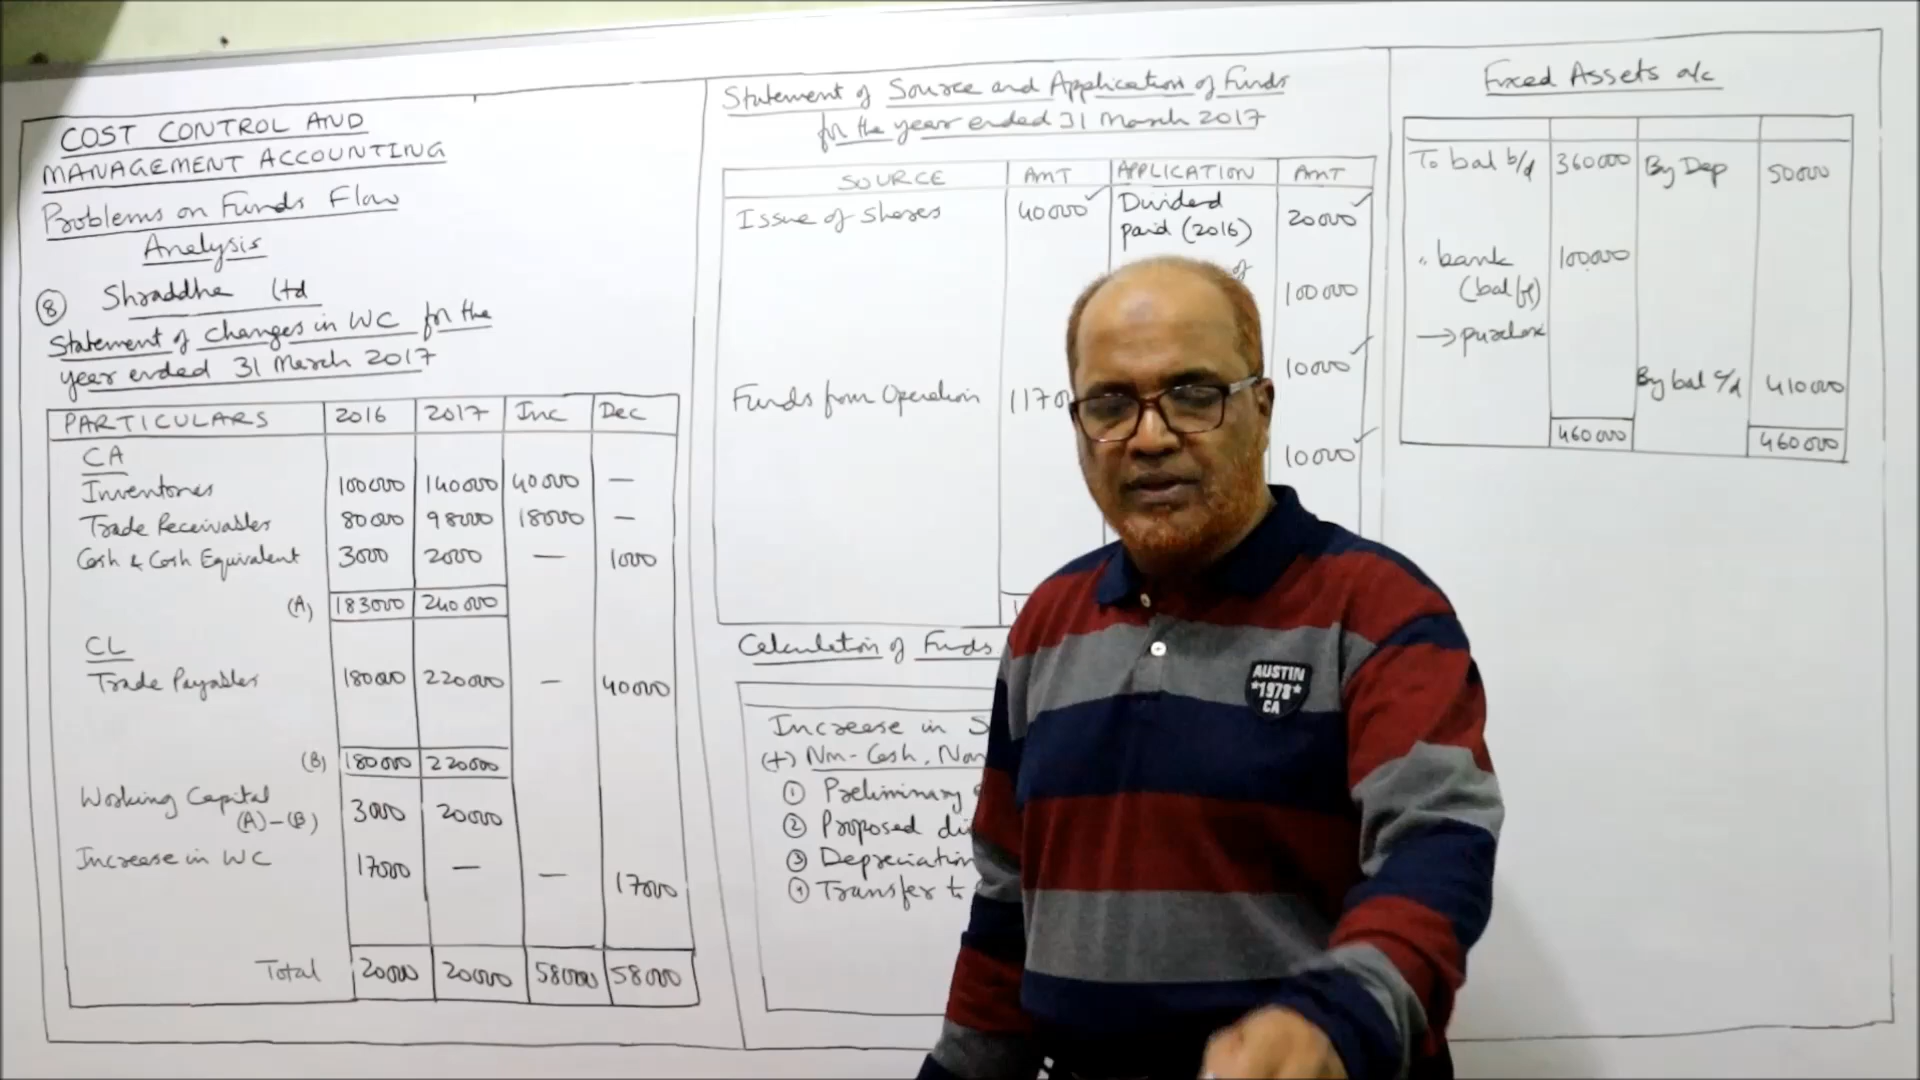 COST CONTROL AND
MANAGEMENT ACCOUNTING
Problems on Funds Flow
Analysis
8 Shraddha Ltd
Statement of changes in WC for the
year ended 31 March 2017
PARTICULARS 2016 2017 Inc Dec
CA
Inventories 100000 140000 40000 —
Trade Receivables 80000 98000 18000 —
Cash & Cash Equivalent 3000 2000 — 1000
(A) 183000 240000
CL
Trade Payables 180000 220000 — 40000
(B) 180000 220000
Working Capital
(A)-(B) 3000 20000
Increase in WC 17000 — — 17000
Total 20000 20000 58000 58000
Statement of Source and Application of Funds
for the year ended 31 March 2017
SOURCE AMT APPLICATION AMT
Issue of shares 40000 Dividend 20000
paid (2016)
of 100000
10000
Funds from Operation
10000
Calculation of Funds
Increase in
(+) Non-Cash, Non
1 Preliminary
2 Proposed
3 Depreciation
4 Transfer to
Fixed Assets a/c
To bal b/d 360000 By Dep 50000
" bank 100000
(bal/f)
→ purchase
By bal c/d 410000
460000 460000
AUSTIN
*1978*
CA